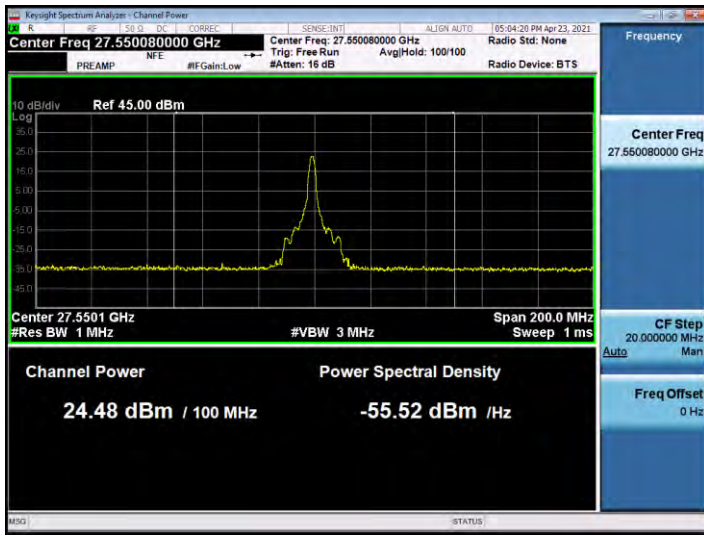 Keysight Spectrum Analyzer - Channel Power
R RF 50 Ω DC CORREC SENSE:INT ALIGN AUTO 05:04:20 PM Apr 23, 2021
Center Freq 27.550080000 GHz
NFE
PREAMP #IFGain:Low
Center Freq: 27.550080000 GHz
Trig: Free Run Avg|Hold: 100/100
#Atten: 16 dB
Radio Std: None
Radio Device: BTS
10 dB/div Ref 45.00 dBm
Log
35.0
25.0
15.0
5.00
-5.00
-15.0
-25.0
-35.0
-45.0
Center 27.5501 GHz Span 200.0 MHz
#Res BW 1 MHz #VBW 3 MHz Sweep 1 ms
Channel Power Power Spectral Density
24.48 dBm / 100 MHz -55.52 dBm /Hz
Frequency
Center Freq
27.550080000 GHz
CF Step
20.000000 MHz
Auto Man
Freq Offset
0 Hz
MSG STATUS